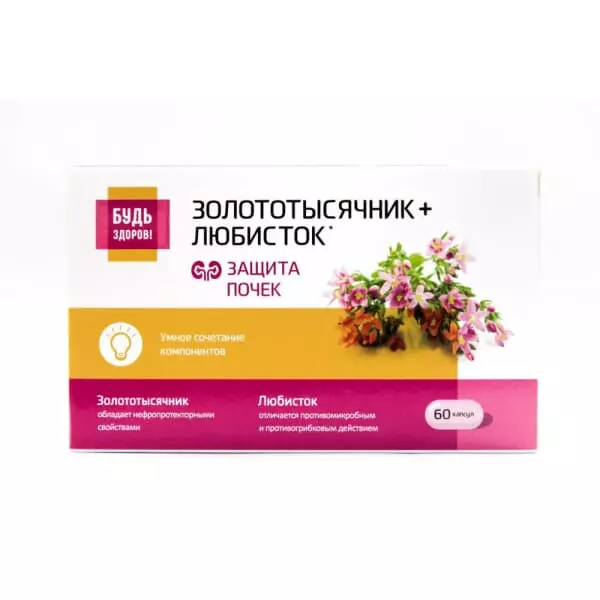 БУДЬ
ЗДОРОВ!
ЗОЛОТОТЫСЯЧНИК +
ЛЮБИСТОК*
ЗАЩИТА
ПОЧЕК
Умное сочетание
компонентов
Золототысячник
обладает нефропротекторными
свойствами
Любисток
отличается противомикробным
и противогрибковым действием
60 капсул